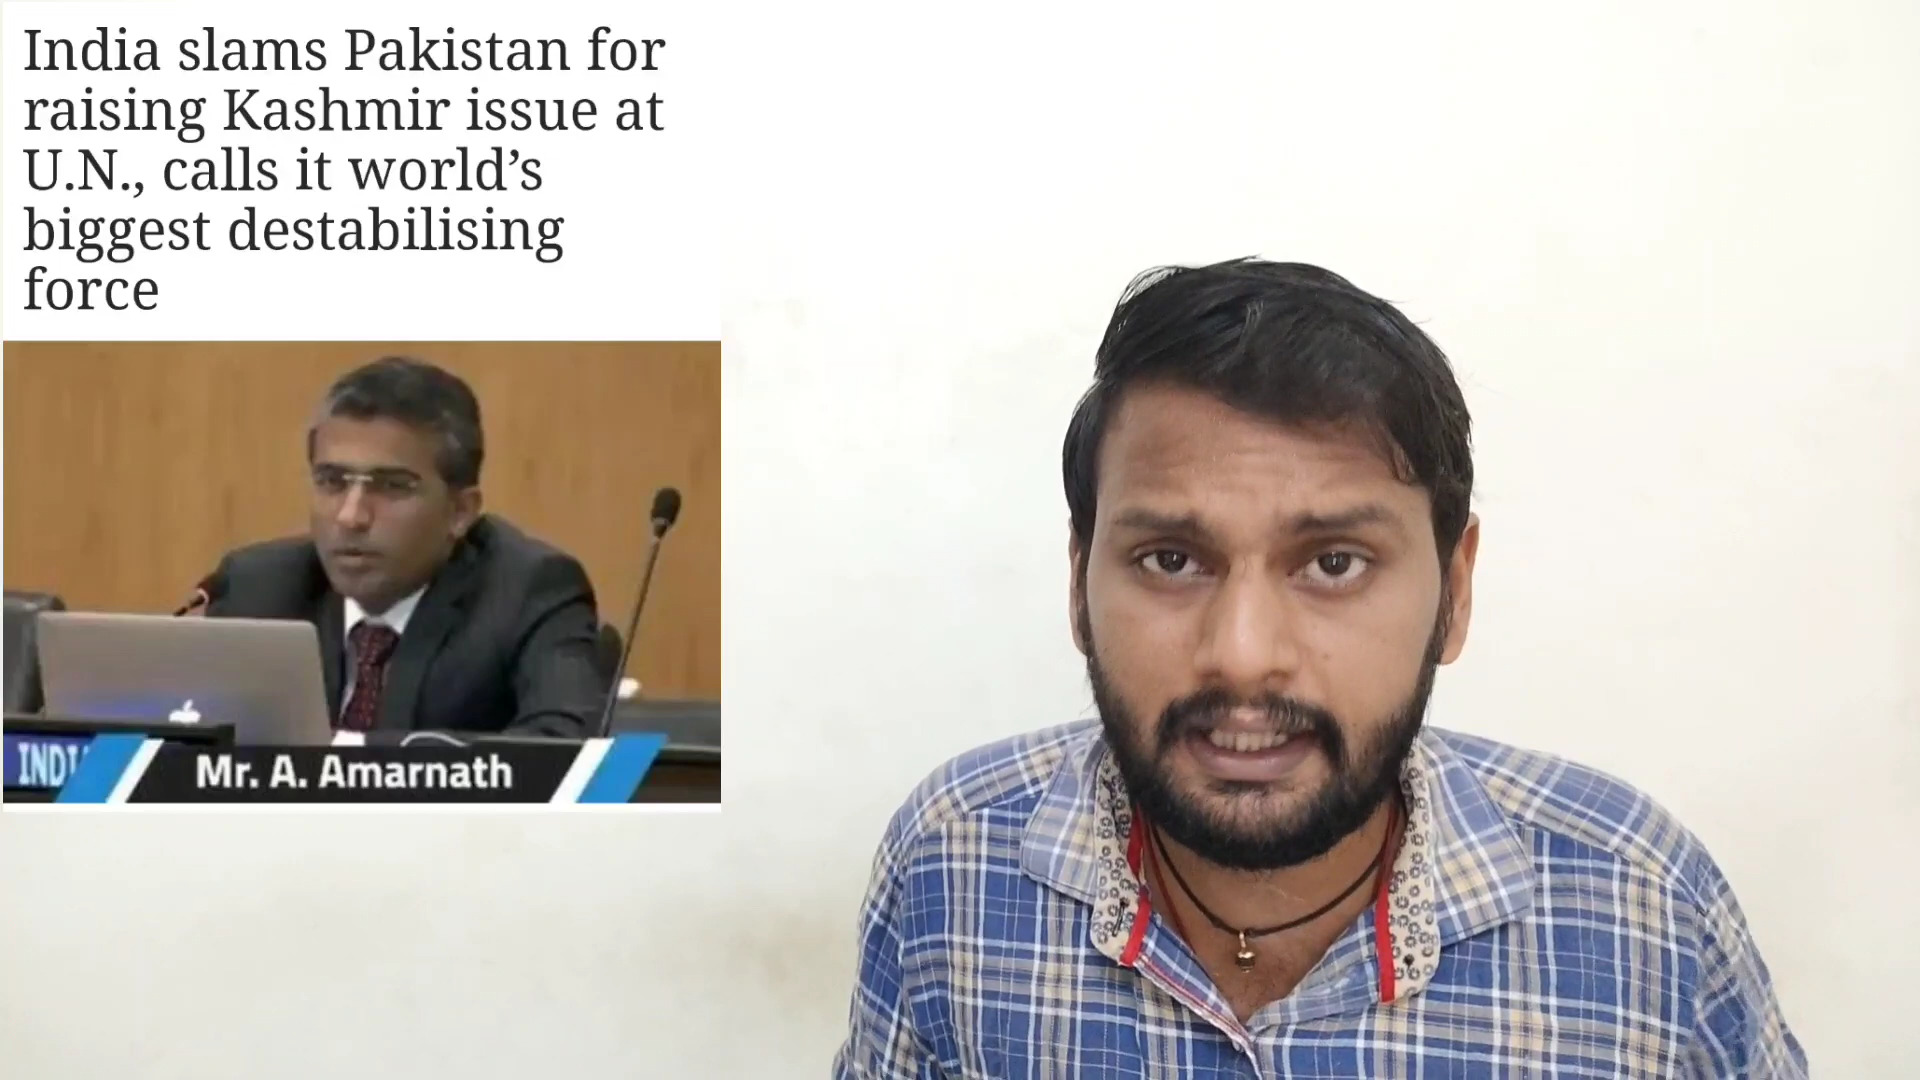 India slams Pakistan for
raising Kashmir issue at
U.N., calls it world’s
biggest destabilising
force
Mr. A. Amarnath